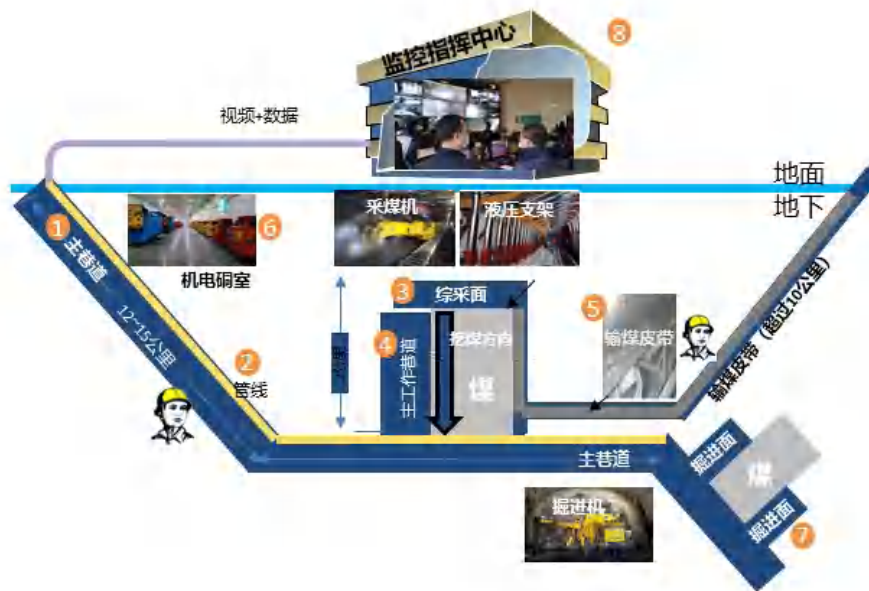 监控指挥中心
8
视频+数据
地面
地下
1
主巷道
12~15公里
6
机电硐室
采煤机
液压支架
3
综采面
4
主工作巷道
挖煤方向
煤
5
输煤皮带
输煤皮带(超过10公里)
2
管线
主巷道
掘进面
煤
掘进面
7
掘进机